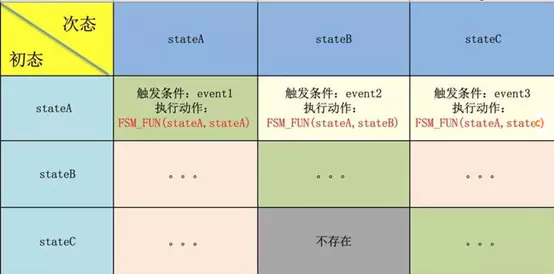 次态
初态
stateA
stateB
stateC
stateA
触发条件: event1
执行动作:
FSM_FUN(stateA,stateA)
触发条件: event2
执行动作:
FSM_FUN(stateA,stateB)
触发条件: event3
执行动作:
FSM_FUN(stateA,stateC)
stateB
。。。
。。。
。。。
stateC
。。。
不存在
。。。